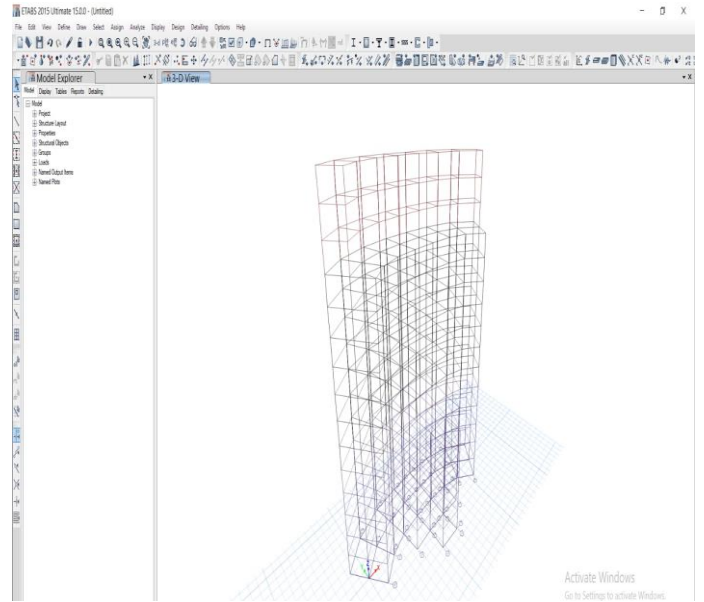 ETABS 2015 Ultimate 15.0.0 - (Untitled)
File Edit View Define Draw Select Assign Analyze Display Design Detailing Options Help
Model Explorer
3-D View
Model Display Tables Reports Detailing
Model
Project
Structure Layout
Properties
Structural Objects
Groups
Loads
Named Output Items
Named Plots
Activate Windows
Go to Settings to activate Windows.